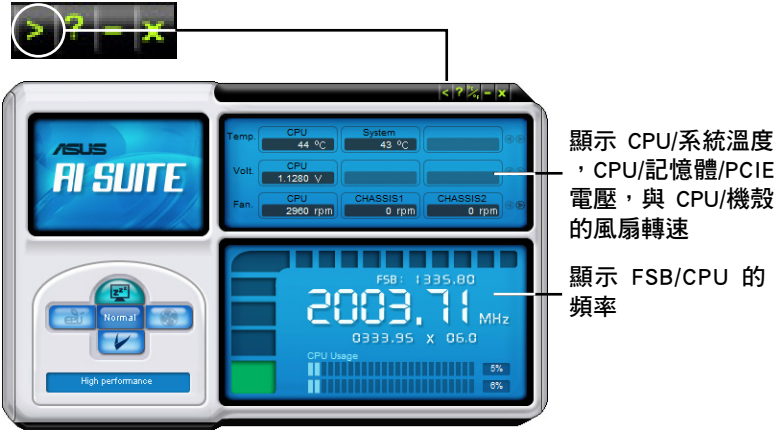 > ? - x
< ? °C/°F - x
ASUS
AI SUITE
Temp. CPU System
44 °C 43 °C
Volt. CPU
1.1280 V
Fan. CPU CHASSIS1 CHASSIS2
2960 rpm 0 rpm 0 rpm
顯示 CPU/系統溫度
，CPU/記憶體/PCIE
電壓，與 CPU/機殼
的風扇轉速
FSB: 1335.80
2003.71 MHz
0333.95 X 06.0
CPU Usage
5%
6%
顯示 FSB/CPU 的
頻率
zzz
Normal
High performance